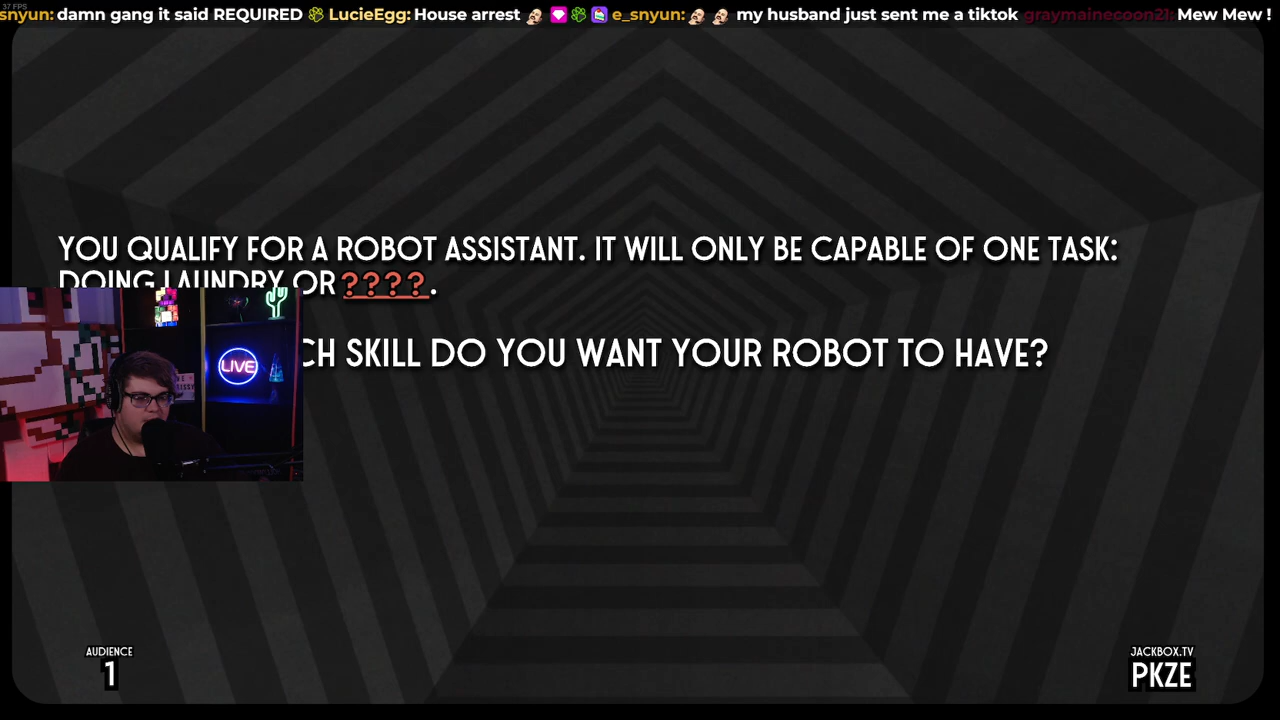 37 FPS
snyun: damn gang it said REQUIRED LucieEgg: House arrest e_snyun: my husband just sent me a tiktok graymainecoon21: Mew Mew !
YOU QUALIFY FOR A ROBOT ASSISTANT. IT WILL ONLY BE CAPABLE OF ONE TASK:
DOING LAUNDRY OR ????.
CH SKILL DO YOU WANT YOUR ROBOT TO HAVE?
LIVE
AUDIENCE
1
JACKBOX.TV
PKZE